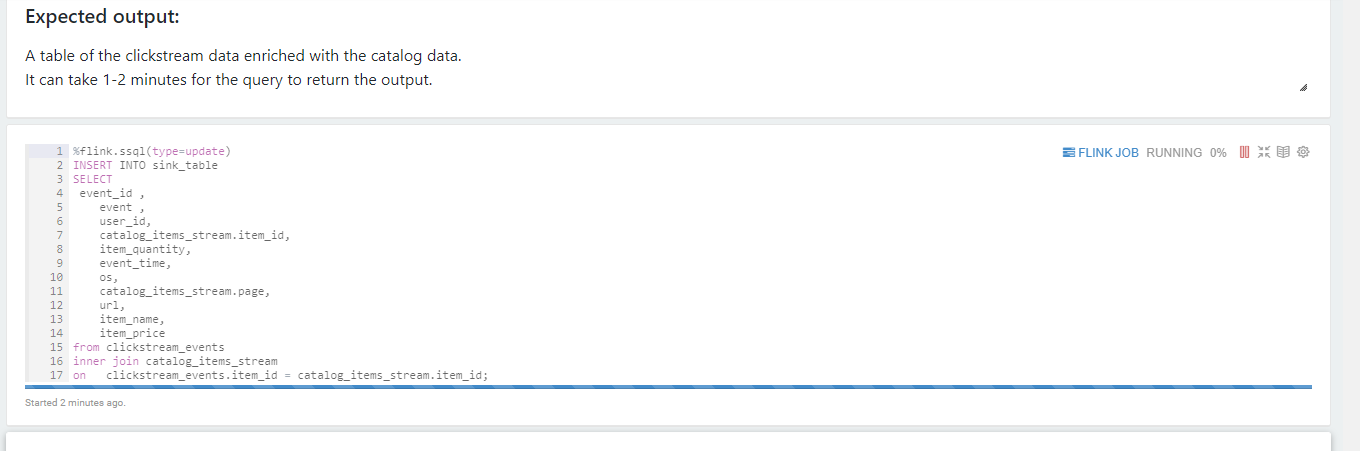 Expected output:
A table of the clickstream data enriched with the catalog data.
It can take 1-2 minutes for the query to return the output.
FLINK JOB RUNNING 0%
1 %flink.ssql(type=update)
2 INSERT INTO sink_table
3 SELECT
4 event_id ,
5 event ,
6 user_id,
7 catalog_items_stream.item_id,
8 item_quantity,
9 event_time,
10 os,
11 catalog_items_stream.page,
12 url,
13 item_name,
14 item_price
15 from clickstream_events
16 inner join catalog_items_stream
17 on clickstream_events.item_id = catalog_items_stream.item_id;
Started 2 minutes ago.